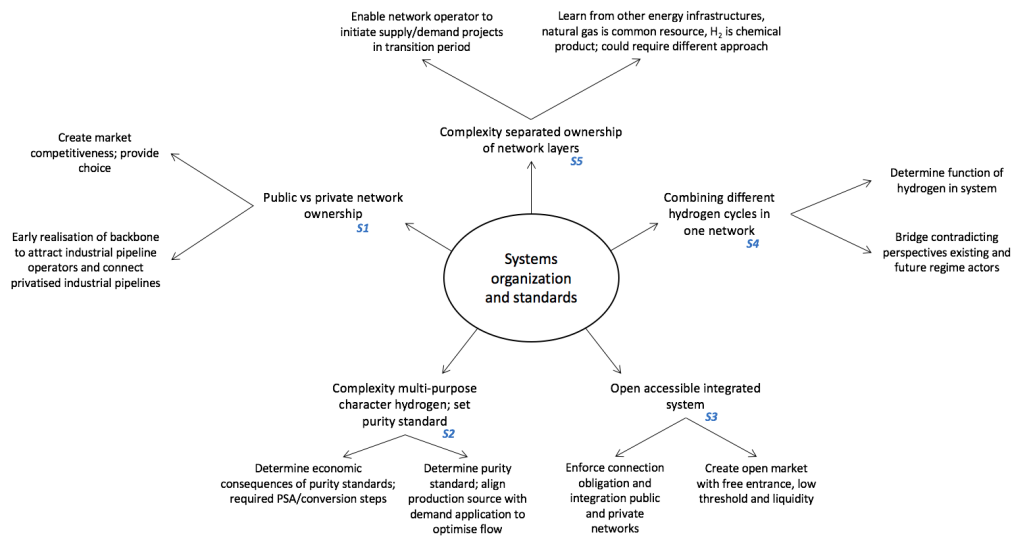 Enable network operator to
initiate supply/demand projects
in transition period
Learn from other energy infrastructures,
natural gas is common resource, H₂ is chemical
product; could require different approach
Complexity separated ownership
of network layers
S5
Create market
competitiveness; provide
choice
Public vs private network
ownership
S1
Early realisation of backbone
to attract industrial pipeline
operators and connect
privatised industrial pipelines
Combining different
hydrogen cycles in
one network
S4
Determine function of
hydrogen in system
Bridge contradicting
perspectives existing and
future regime actors
Systems
organization
and standards
Complexity multi-purpose
character hydrogen; set
purity standard
S2
Determine economic
consequences of purity standards;
required PSA/conversion steps
Determine purity
standard; align
production source with
demand application to
optimise flow
Open accessible integrated
system
S3
Enforce connection
obligation and
integration public
and private
networks
Create open market
with free entrance, low
threshold and liquidity